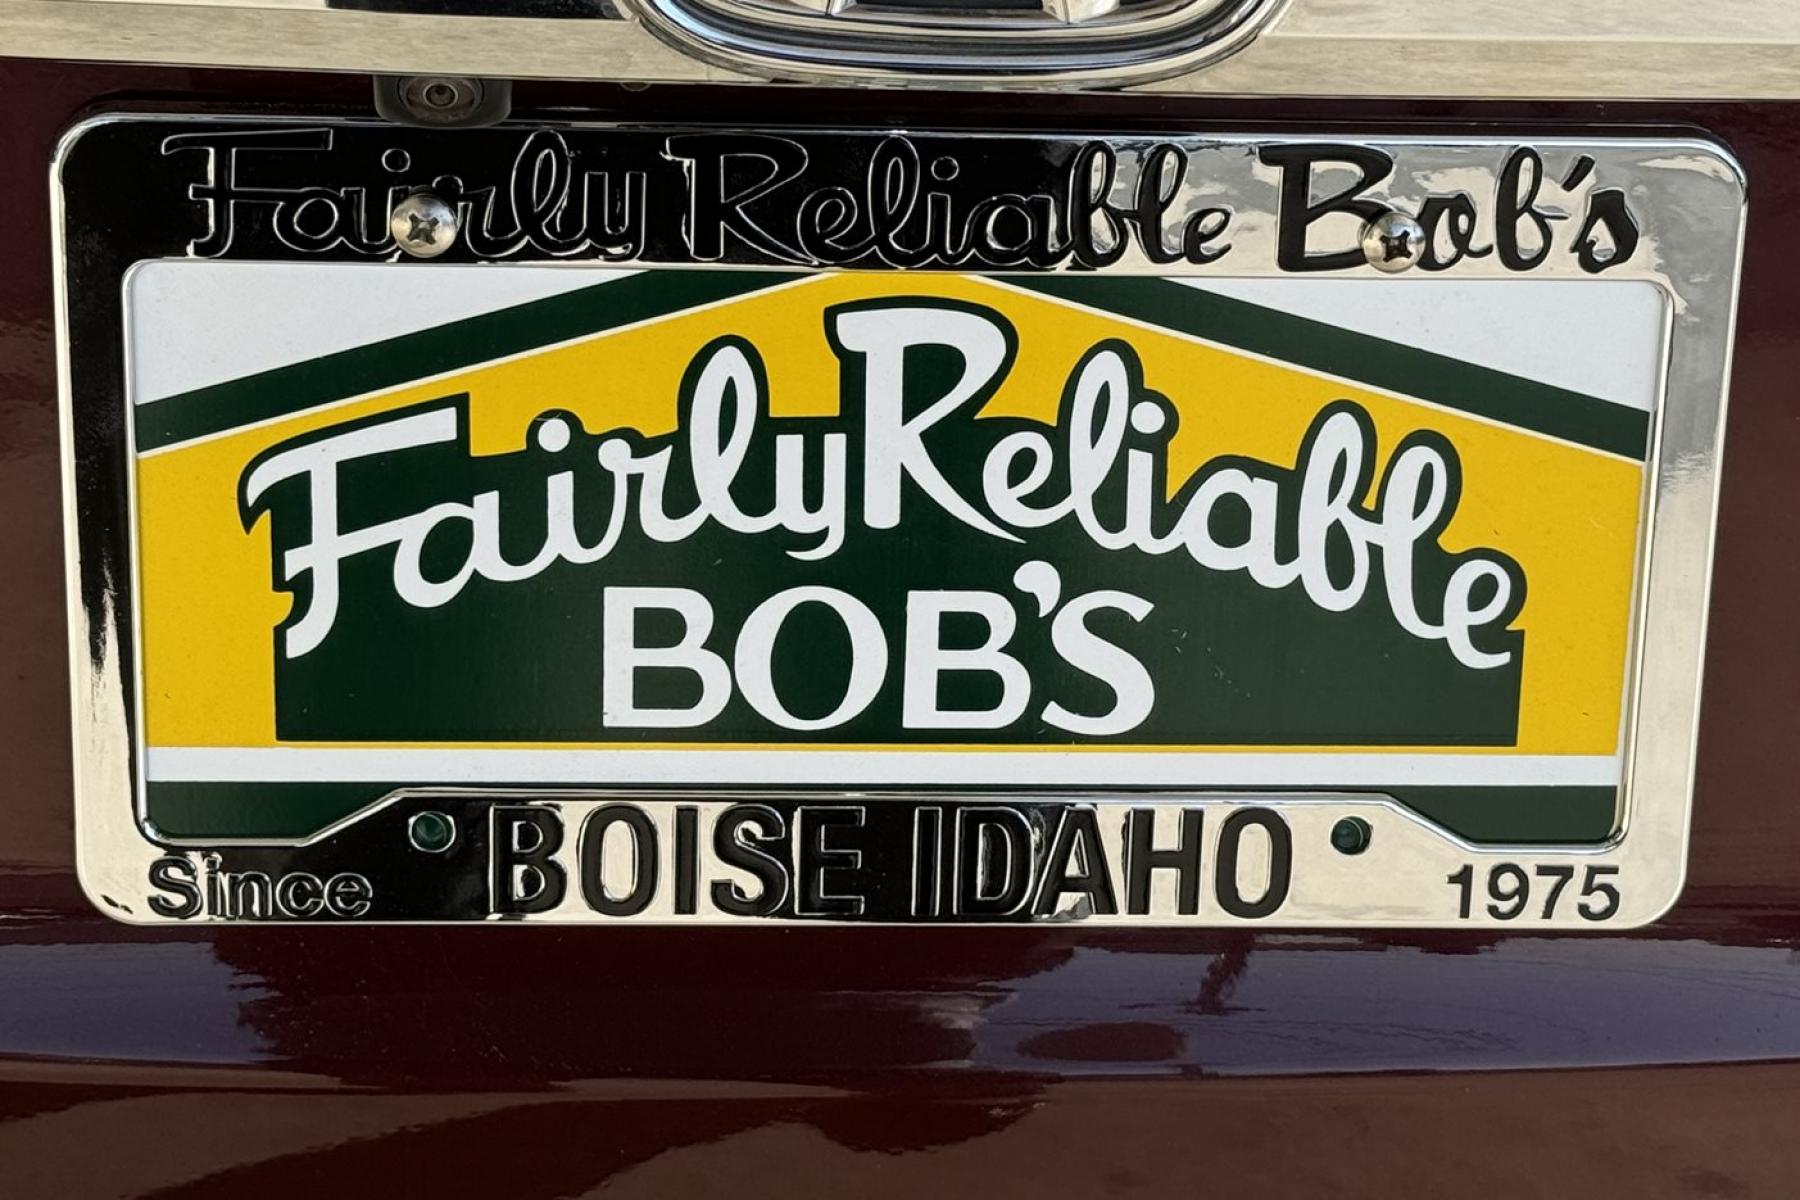 Fairly Reliable Bob's
Fairly Reliable
BOB'S
Since BOISE IDAHO 1975